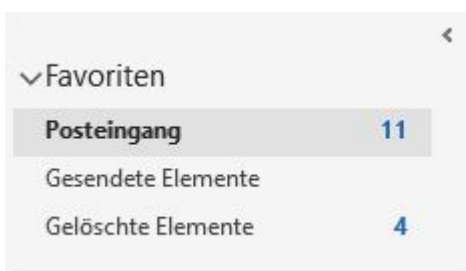 Favoriten
Posteingang 11
Gesendete Elemente
Gelöschte Elemente 4